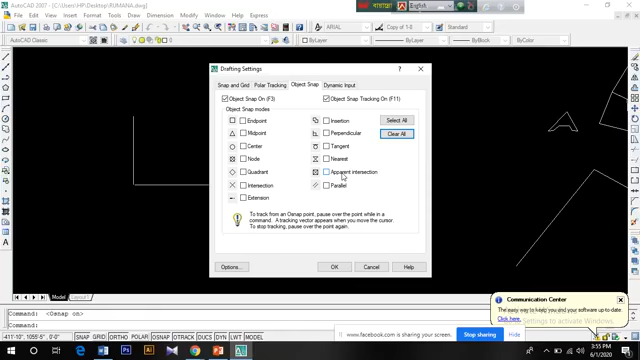 AutoCAD 2007 - [C:\Users\HP\Desktop\RUMANA.dwg]
English
File Edit View Insert Format Tools Draw Dimension Modify
ARIAL
Copy of 1-8
Standard
AutoCAD Classic
0
ByLayer
ByLayer
ByBlock
ByColor
Drafting Settings
Snap and Grid Polar Tracking Object Snap Dynamic Input
Object Snap On (F3) Object Snap Tracking On (F11)
Object Snap modes
Endpoint Insertion Select All
Midpoint Perpendicular Clear All
Center Tangent
Node Nearest
Quadrant Apparent intersection
Intersection Parallel
Extension
To track from an Osnap point, pause over the point while in a
command. A tracking vector appears when you move the cursor.
To stop tracking, pause over the point again.
Options... OK Cancel Help
Model Layout1
Communication Center
The easy way to keep you and your software up to date.
Click here.
Command: <Osnap on>
Command:
SNAP GRID ORTHO POLAR OSNAP OTRACK DUCS DYN LWT MODEL
www.facebook.com is sharing your screen. Stop sharing Hide
3:55 PM
6/1/2020